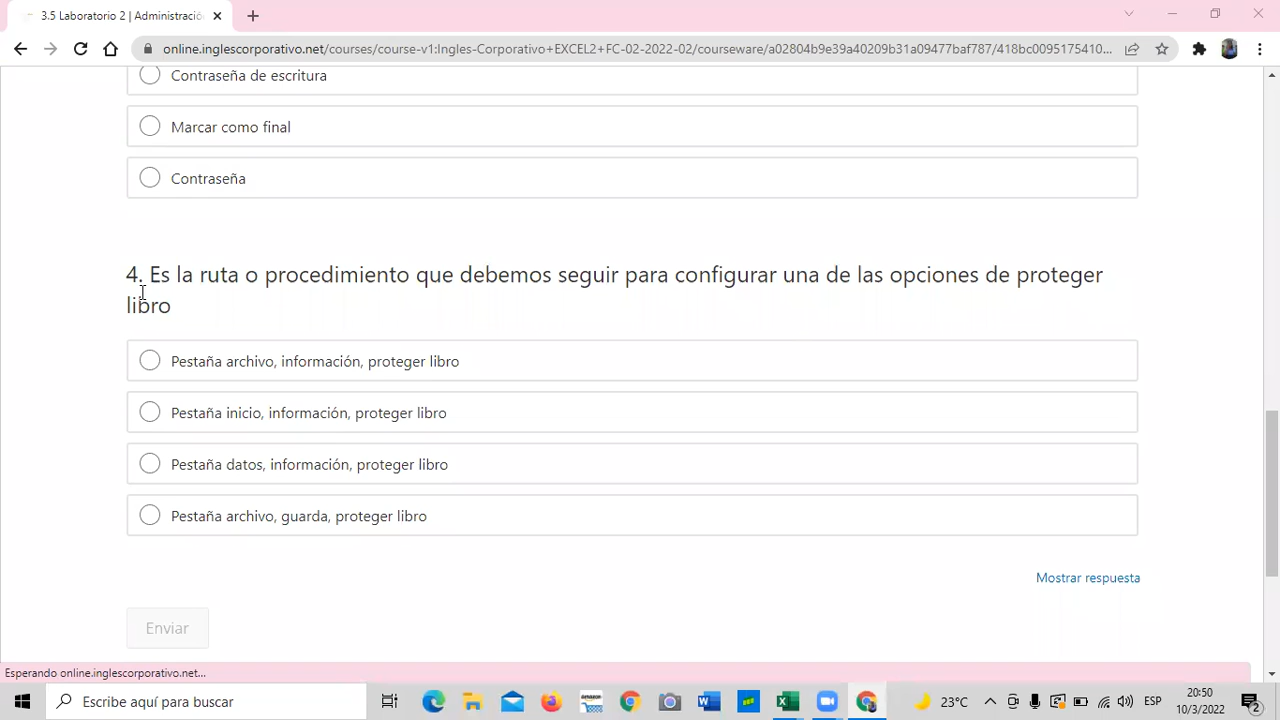 3.5 Laboratorio 2 | Administració
online.inglescorporativo.net/courses/course-v1:Ingles-Corporativo+EXCEL2+FC-02-2022-02/courseware/a02804b9e39a40209b31a09477baf787/418bc0095175410...
Contraseña de escritura
Marcar como final
Contraseña
4. Es la ruta o procedimiento que debemos seguir para configurar una de las opciones de proteger
libro
Pestaña archivo, información, proteger libro
Pestaña inicio, información, proteger libro
Pestaña datos, información, proteger libro
Pestaña archivo, guarda, proteger libro
Mostrar respuesta
Enviar
Esperando online.inglescorporativo.net...
Escribe aquí para buscar
amazon
23°C
ESP
20:50
10/3/2022
2